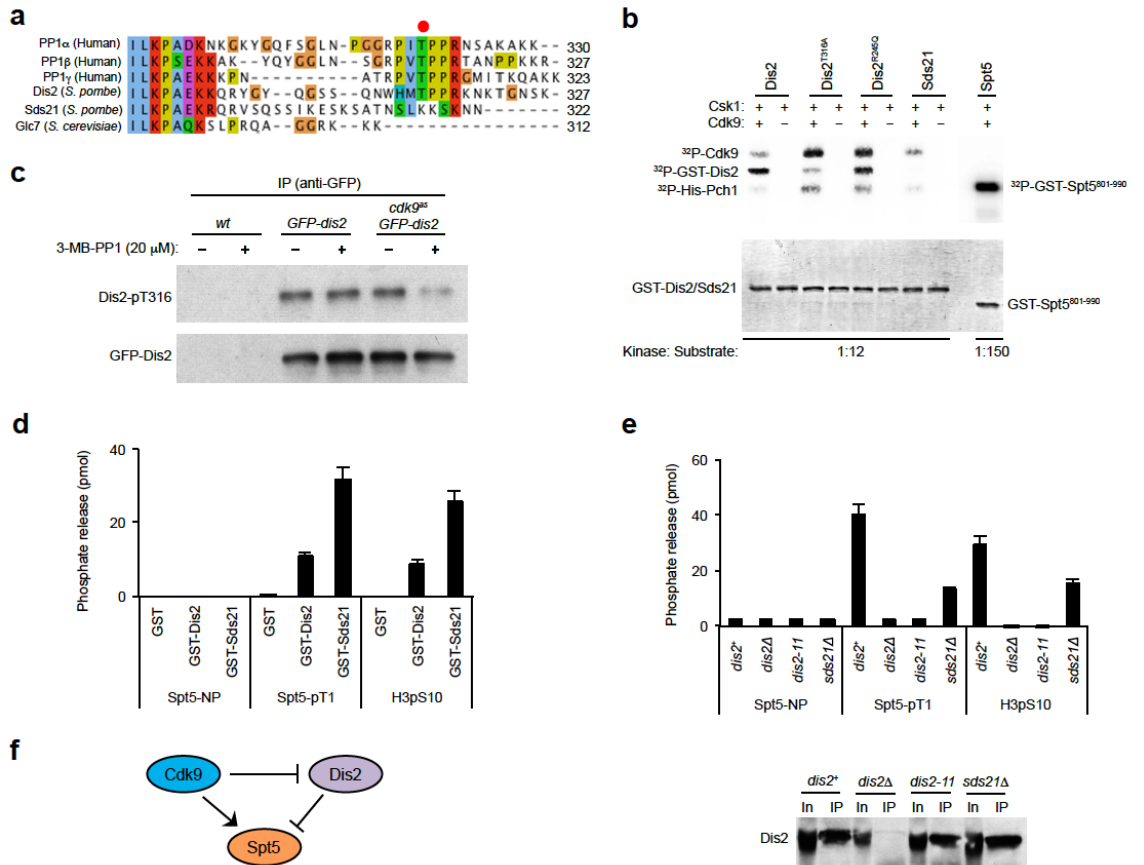 a
PP1α (Human) ILKPADKNKGKYGQFSGLN-PGGRPITPPRNSAKAKK-- 330
PP1β (Human) ILKPSEKKAK--YQYGGLN--SGRPVTPPRTANPPKKR- 327
PP1γ (Human) ILKPAEKKKPN----------ATRPVTPPRGMITKQAKK 323
Dis2 (S. pombe) ILKPAEKKQRYGY-QG--SSQNWHMTPPRKNKTGNSK-- 327
Sds21 (S. pombe) ILKPAEKRQRVSQSSIKESKSATNSLKKSKNN------- 322
Glc7 (S. cerevisiae) ILKPAQKSLPRQA---GGRK-KK---------------- 312
b
Dis2
Dis2T316A
Dis2R245Q
Sds21
Spt5
Csk1: + + + + + + + + +
Cdk9: + – + – + – + – +
32P-Cdk9
32P-GST-Dis2
32P-His-Pch1
32P-GST-Spt5801-990
GST-Dis2/Sds21
GST-Spt5801-990
Kinase: Substrate: 1:12 1:150
c
IP (anti-GFP)
wt
GFP-dis2
cdk9as
GFP-dis2
3-MB-PP1 (20 μM): – + – + – +
Dis2-pT316
GFP-Dis2
d
Phosphate release (pmol)
40
20
0
GST GST-Dis2 GST-Sds21 GST GST-Dis2 GST-Sds21 GST GST-Dis2 GST-Sds21
Spt5-NP Spt5-pT1 H3pS10
e
Phosphate release (pmol)
60
40
20
0
dis2+ dis2Δ dis2-11 sds21Δ dis2+ dis2Δ dis2-11 sds21Δ dis2+ dis2Δ dis2-11 sds21Δ
Spt5-NP Spt5-pT1 H3pS10
dis2+ dis2Δ dis2-11 sds21Δ
In IP In IP In IP In IP
Dis2
f
Cdk9
Dis2
Spt5